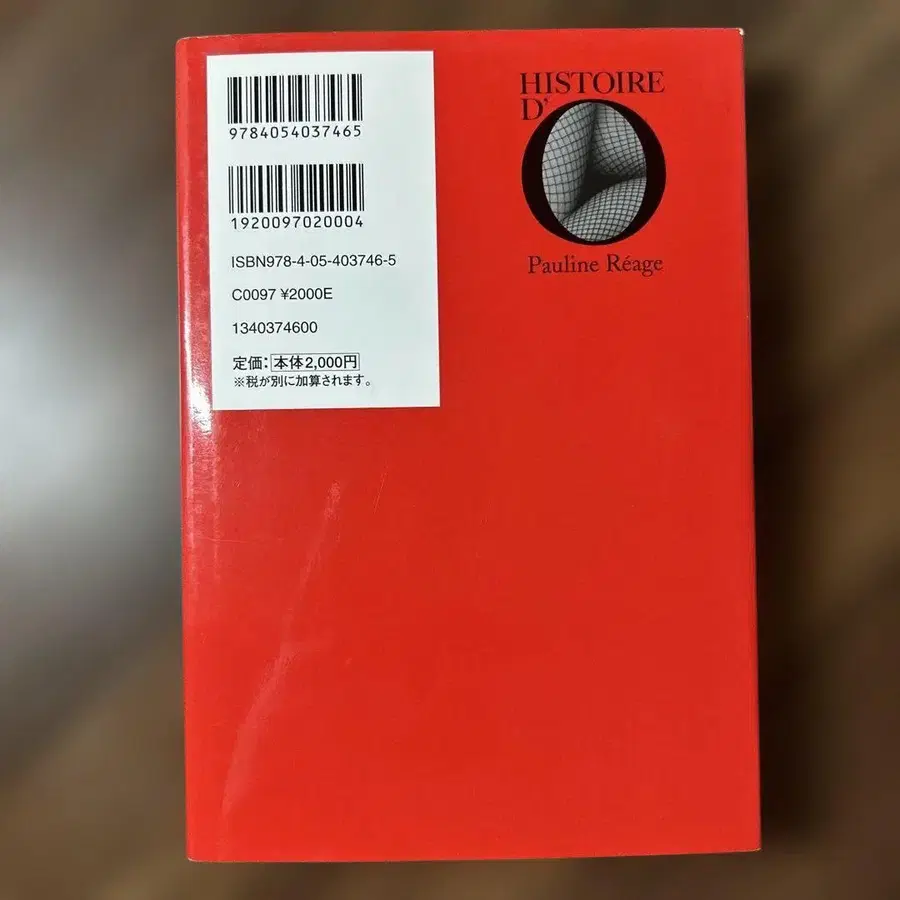 9784054037465
1920097020004
ISBN978-4-05-403746-5
C0097 ¥2000E
1340374600
定価：本体2,000円
※税が別に加算されます。
HISTOIRE
D'O
Pauline Réage